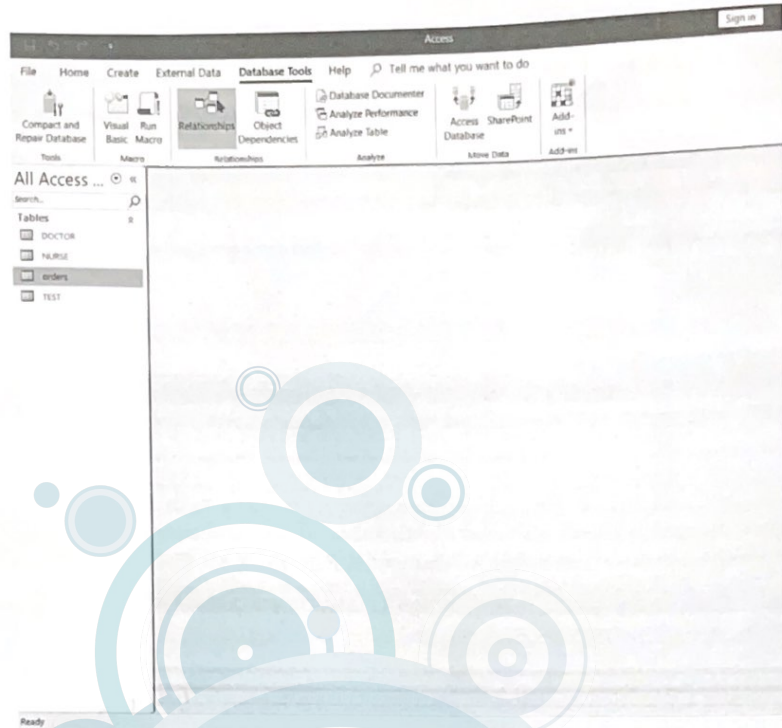 Sign in
Access
File Home Create External Data Database Tools Help Tell me what you want to do
Compact and Repair Database
Visual Basic
Run Macro
Relationships
Object Dependencies
Database Documenter
Analyze Performance
Analyze Table
Access Database
SharePoint
Add-ins
Tools Macro Relationships Analyze Move Data Add-ins
All Access ...
Search...
Tables
DOCTOR
NURSE
orders
TEST
Ready